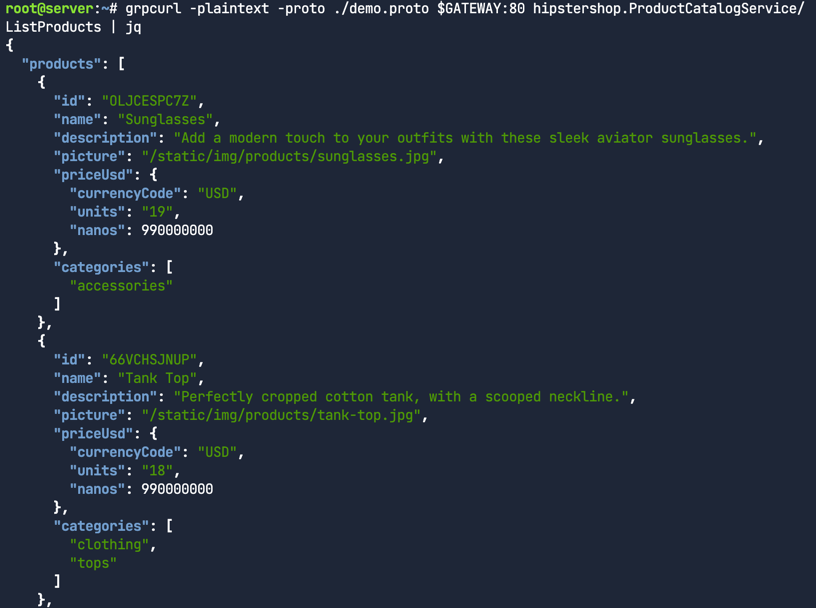 root@server:~# grpcurl -plaintext -proto ./demo.proto $GATEWAY:80 hipstershop.ProductCatalogService/
ListProducts | jq
{
  "products": [
    {
      "id": "OLJCESPC7Z",
      "name": "Sunglasses",
      "description": "Add a modern touch to your outfits with these sleek aviator sunglasses.",
      "picture": "/static/img/products/sunglasses.jpg",
      "priceUsd": {
        "currencyCode": "USD",
        "units": "19",
        "nanos": 990000000
      },
      "categories": [
        "accessories"
      ]
    },
    {
      "id": "66VCHSJNUP",
      "name": "Tank Top",
      "description": "Perfectly cropped cotton tank, with a scooped neckline.",
      "picture": "/static/img/products/tank-top.jpg",
      "priceUsd": {
        "currencyCode": "USD",
        "units": "18",
        "nanos": 990000000
      },
      "categories": [
        "clothing",
        "tops"
      ]
    },